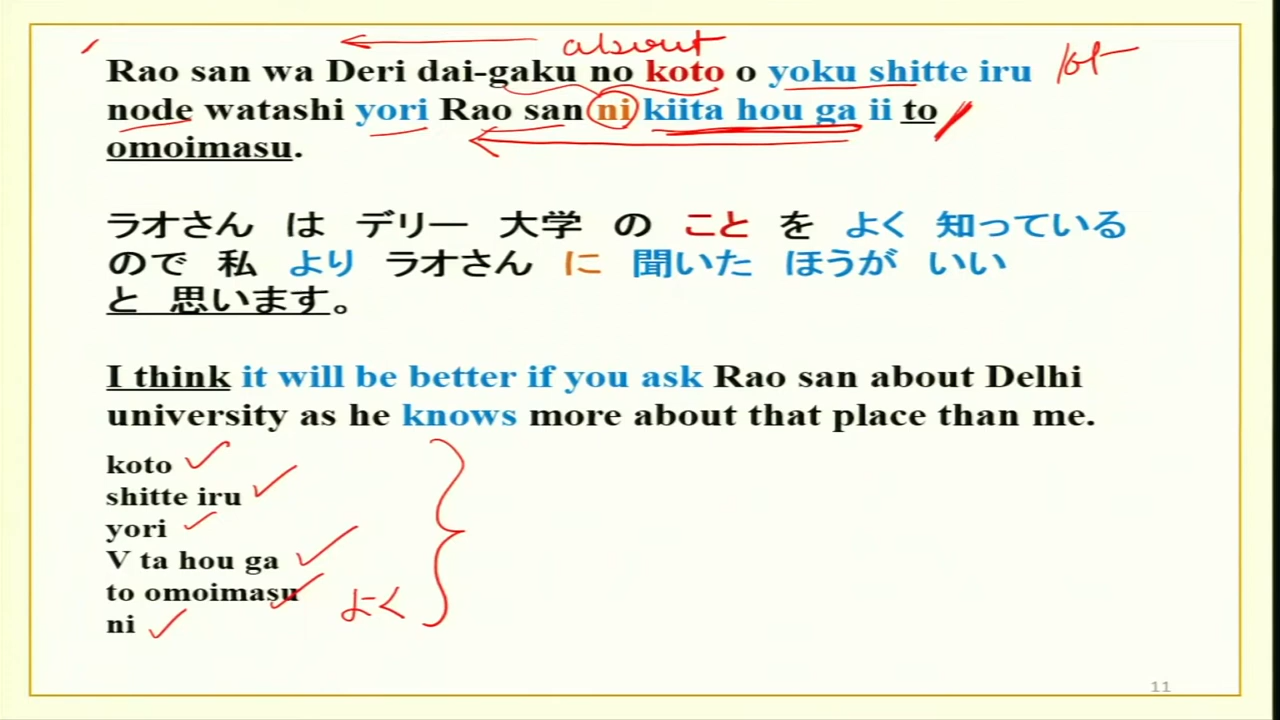 about
Rao san wa Deri dai-gaku no koto o yoku shitte iru lot
node watashi yori Rao san ni kiita hou ga ii to
omoimasu.
ラオさん は デリー 大学 の こと を よく 知っている
ので 私 より ラオさん に 聞いた ほうが いい
と 思います。
I think it will be better if you ask Rao san about Delhi
university as he knows more about that place than me.
koto
shitte iru
yori
V ta hou ga
to omoimasu
よく
ni
11